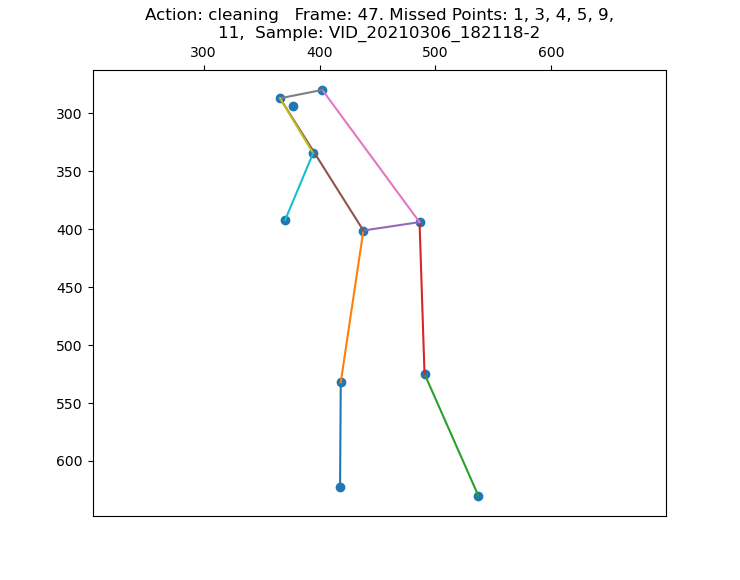 Action: cleaning   Frame: 47. Missed Points: 1, 3, 4, 5, 9,
11,  Sample: VID_20210306_182118-2
300 400 500 600
300
350
400
450
500
550
600